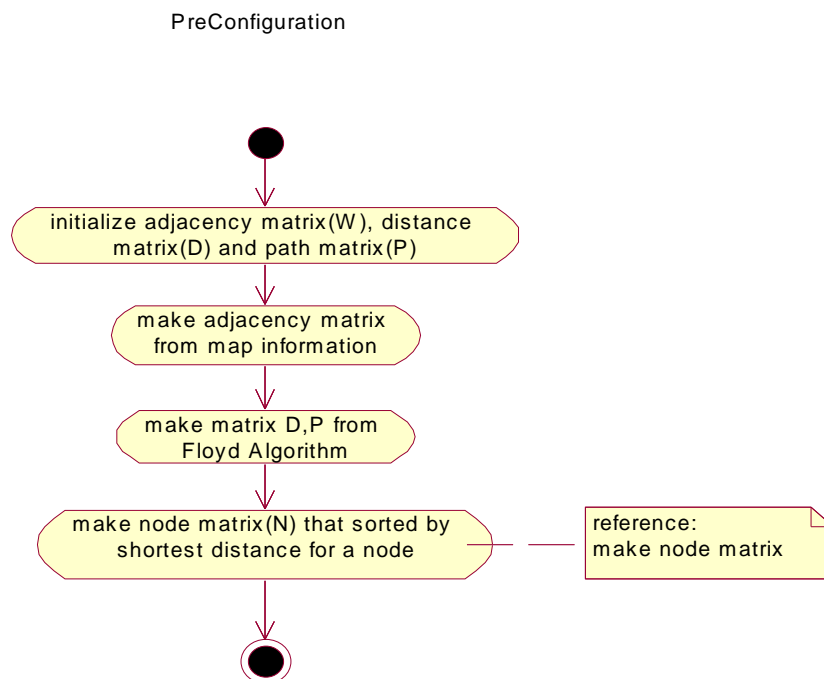 PreConfiguration
initialize adjacency matrix(W), distance
matrix(D) and path matrix(P)
make adjacency matrix
from map information
make matrix D,P from
Floyd Algorithm
make node matrix(N) that sorted by
shortest distance for a node
reference:
make node matrix